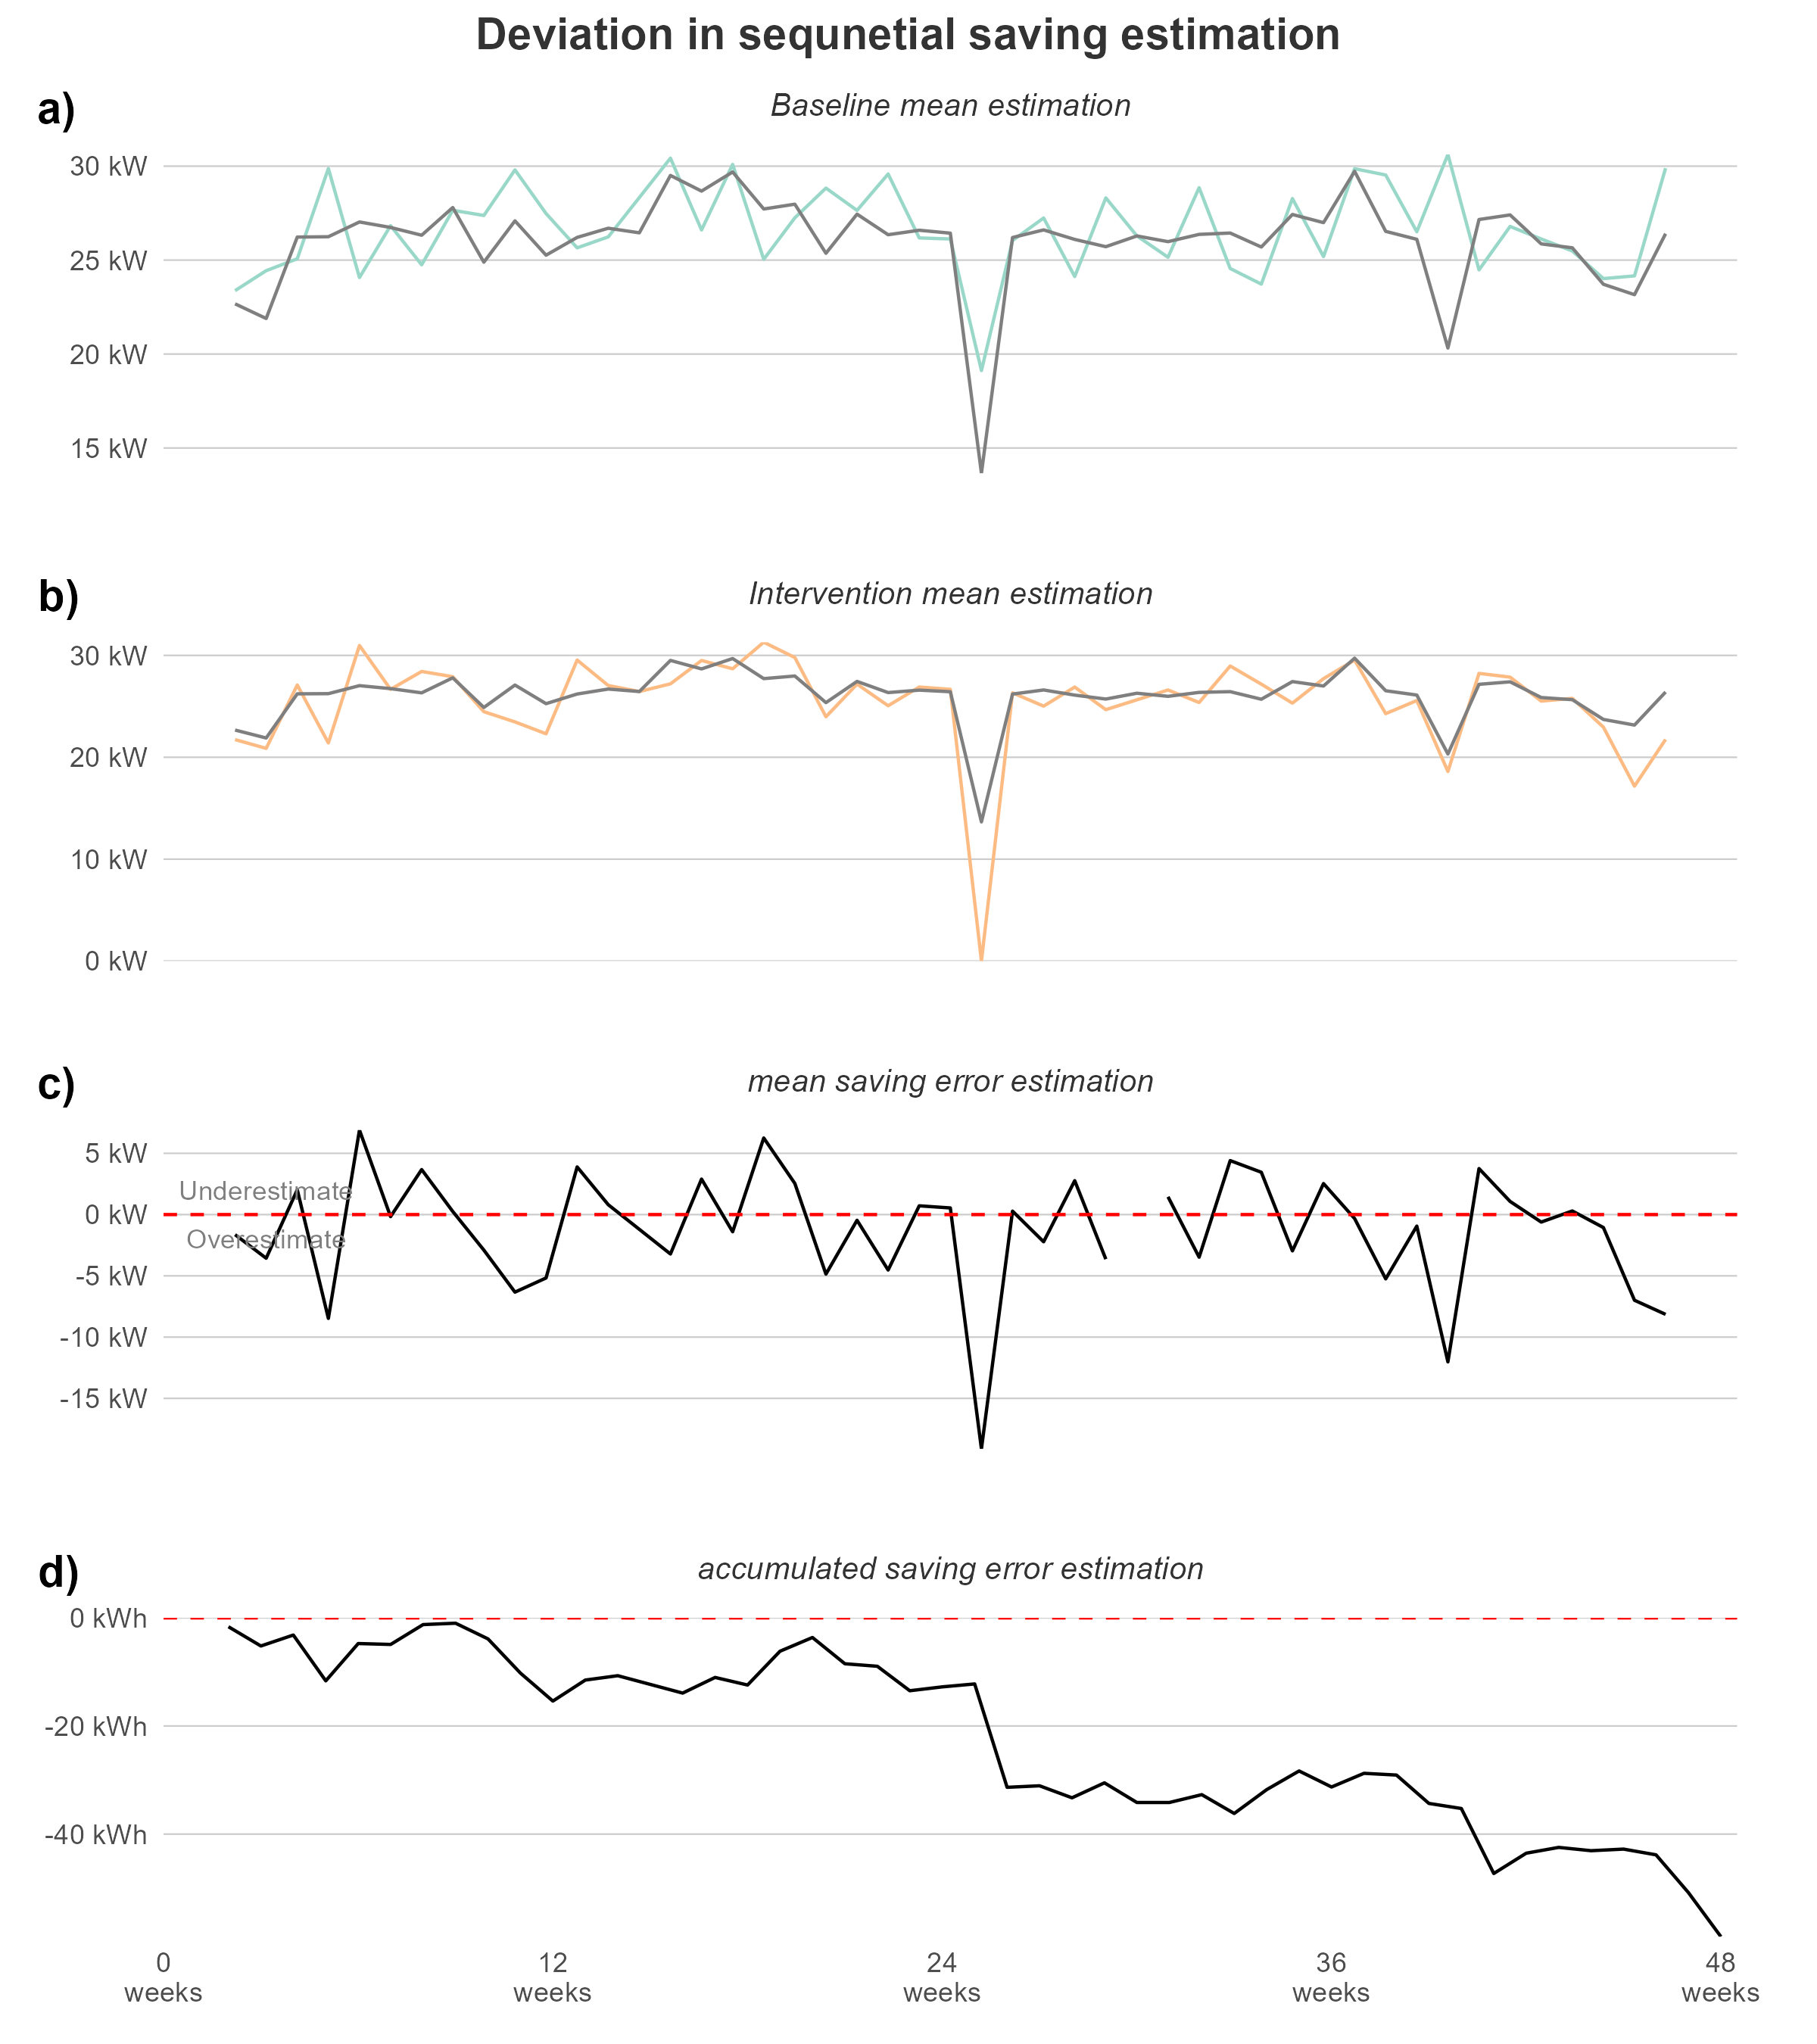 Deviation in sequnetial saving estimation
a)
Baseline mean estimation
30 kW
25 kW
20 kW
15 kW
b)
Intervention mean estimation
30 kW
20 kW
10 kW
0 kW
c)
mean saving error estimation
5 kW
Underestimate
0 kW
Overestimate
-5 kW
-10 kW
-15 kW
d)
accumulated saving error estimation
0 kWh
-20 kWh
-40 kWh
0 12 24 36 48
weeks weeks weeks weeks weeks